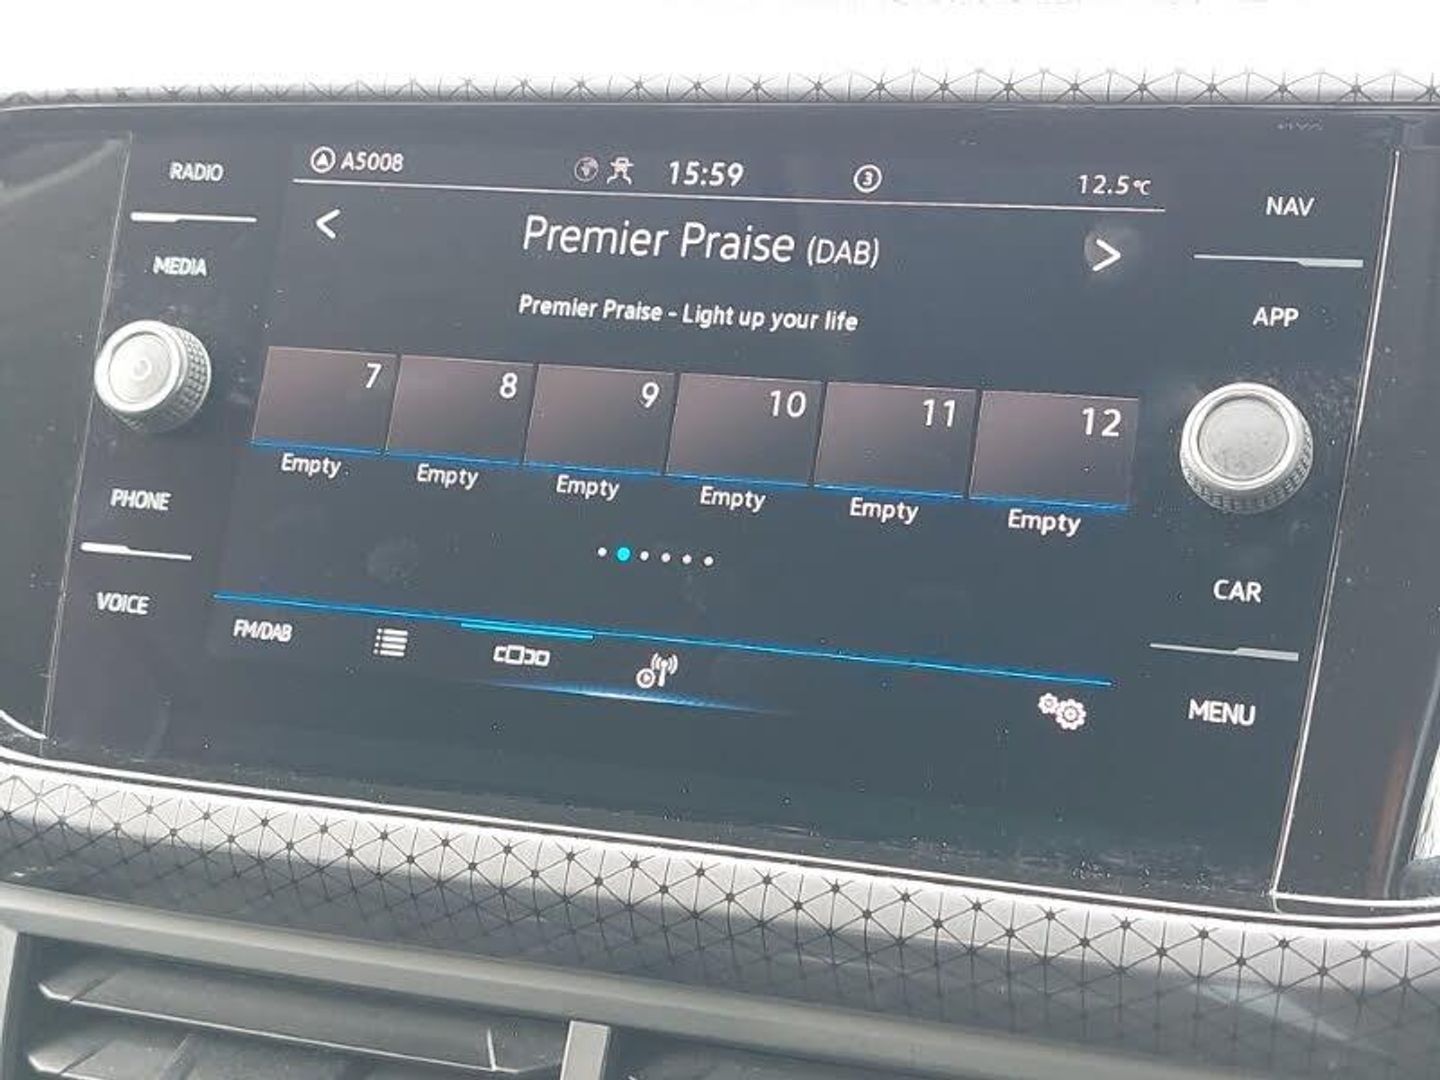 RADIO
A5008
15:59
3
12.5°C
NAV
MEDIA
Premier Praise (DAB)
Premier Praise - Light up your life
APP
7
8
9
10
11
12
Empty
Empty
Empty
Empty
Empty
Empty
PHONE
CAR
VOICE
FM/DAB
MENU